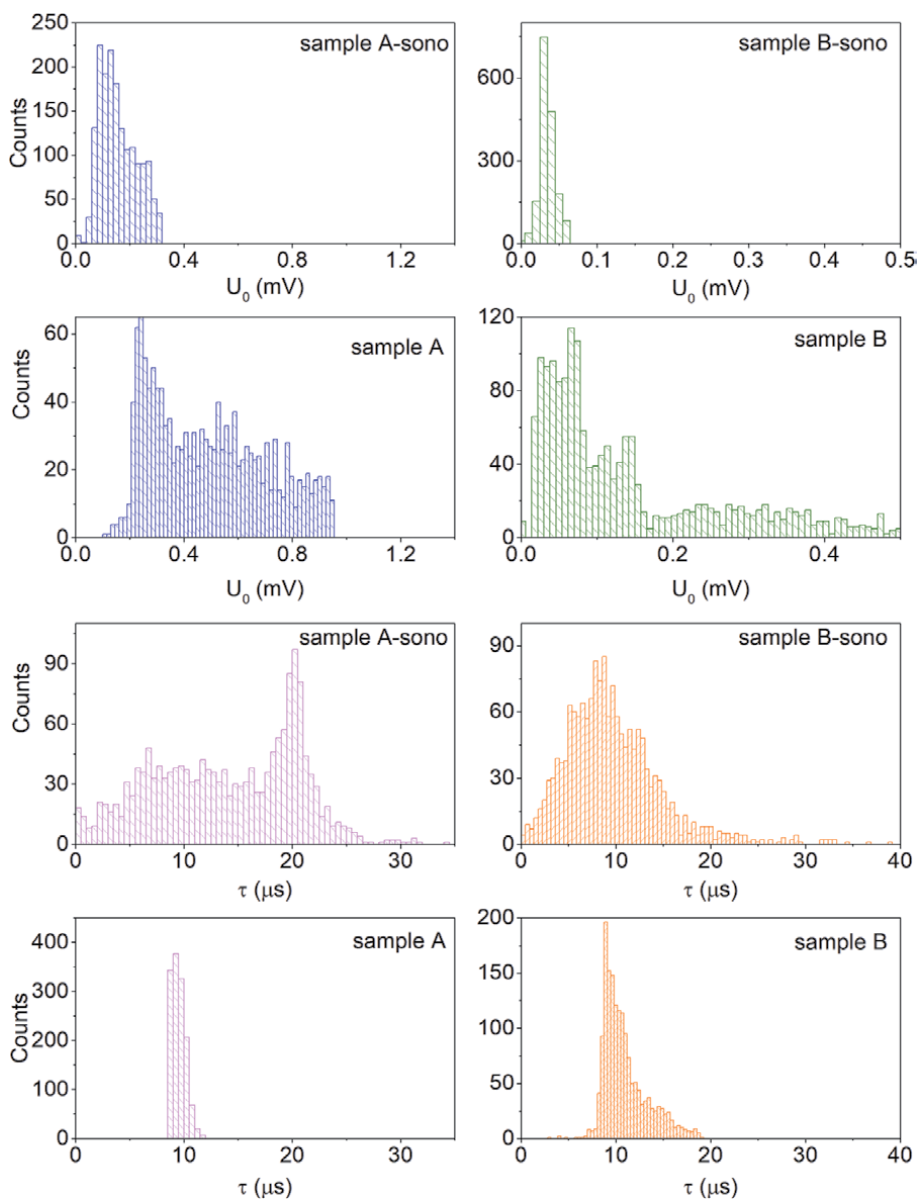 sample A-sono
250
200
150
100
50
0
Counts
0.0 0.4 0.8 1.2
U0 (mV)
sample B-sono
600
300
0
0.0 0.1 0.2 0.3 0.4 0.5
U0 (mV)
sample A
60
40
20
0
Counts
0.0 0.4 0.8 1.2
U0 (mV)
sample B
120
80
40
0
0.0 0.2 0.4
U0 (mV)
sample A-sono
90
60
30
0
Counts
0 10 20 30
τ (μs)
sample B-sono
90
60
30
0
0 10 20 30 40
τ (μs)
sample A
400
300
200
100
0
Counts
0 10 20 30
τ (μs)
sample B
200
150
100
50
0
0 10 20 30 40
τ (μs)